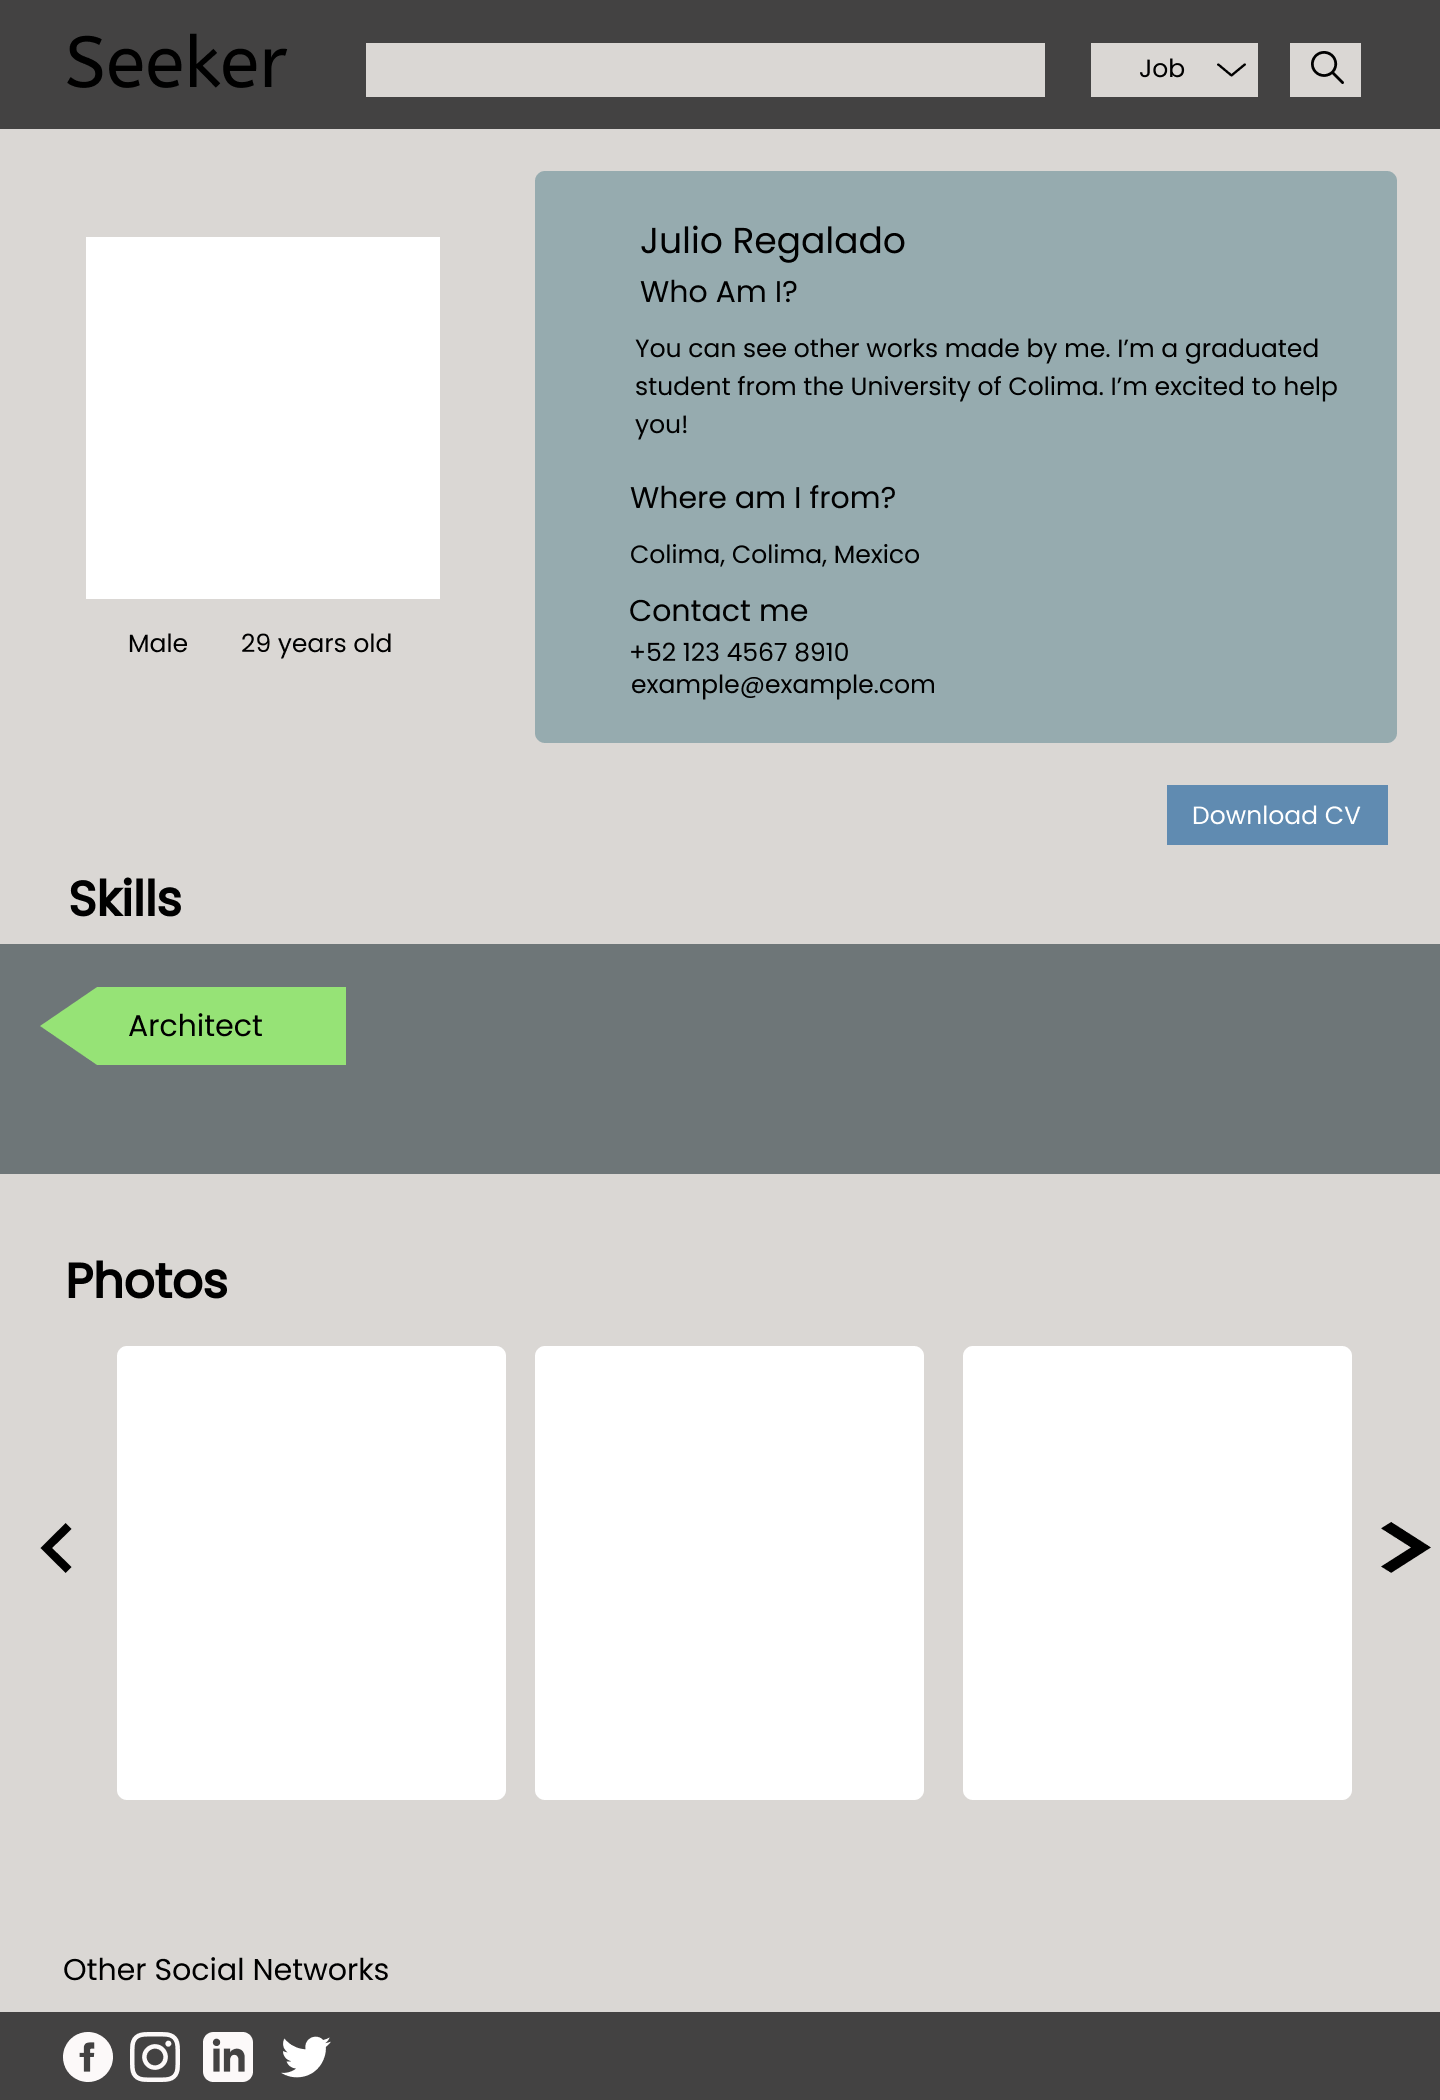 Seeker
Job
Julio Regalado
Who Am I?
You can see other works made by me. I’m a graduated
student from the University of Colima. I’m excited to help
you!
Where am I from?
Colima, Colima, Mexico
Contact me
+52 123 4567 8910
example@example.com
Male
29 years old
Download CV
Skills
Architect
Photos
Other Social Networks